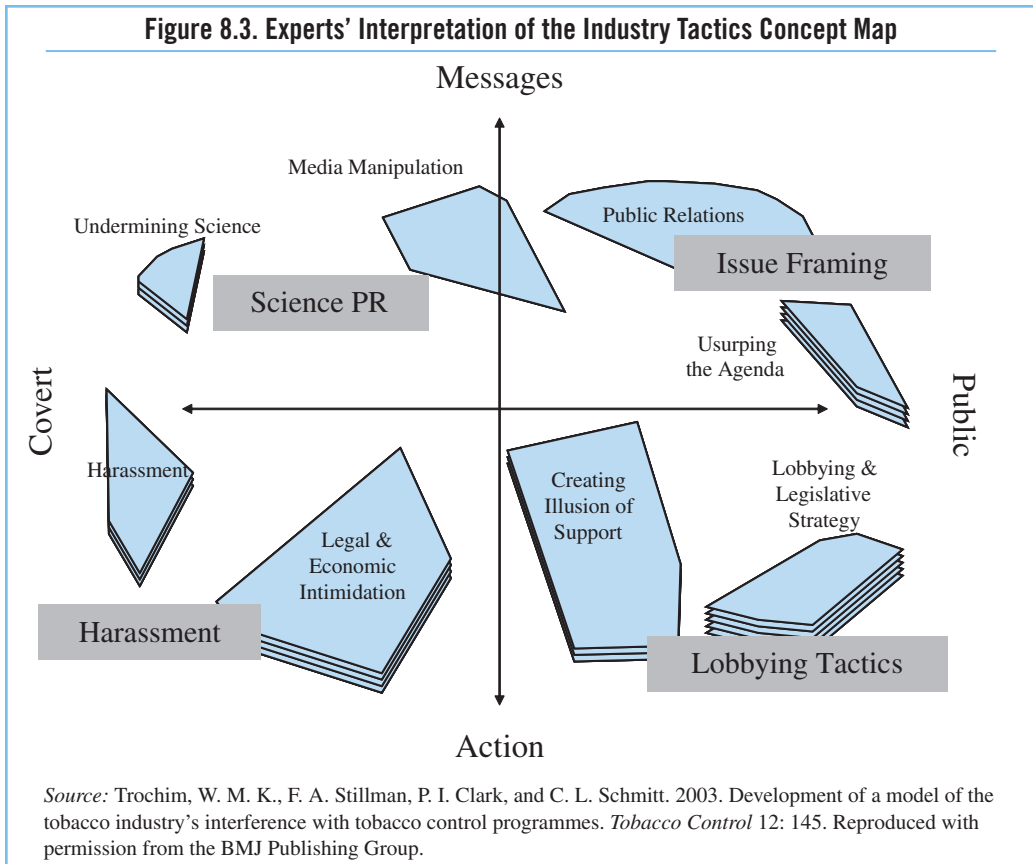 Figure 8.3. Experts’ Interpretation of the Industry Tactics Concept Map
Messages
Media Manipulation
Public Relations
Undermining Science
Issue Framing
Science PR
Usurping
the Agenda
Covert
Public
Harassment
Creating
Illusion of
Support
Lobbying &
Legislative
Strategy
Legal &
Economic
Intimidation
Harassment
Lobbying Tactics
Action
Source: Trochim, W. M. K., F. A. Stillman, P. I. Clark, and C. L. Schmitt. 2003. Development of a model of the
tobacco industry’s interference with tobacco control programmes. Tobacco Control 12: 145. Reproduced with
permission from the BMJ Publishing Group.